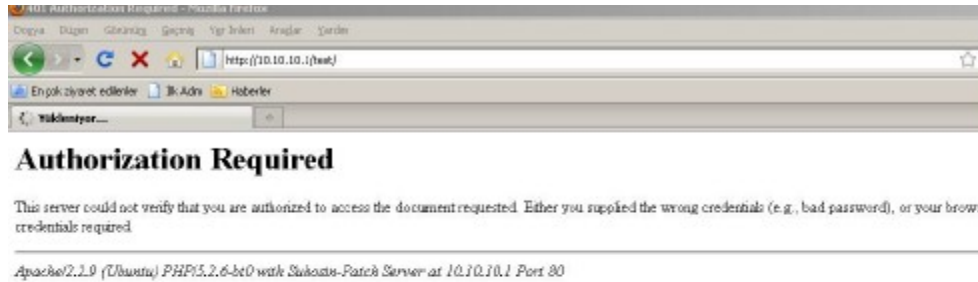 401 Authorization Required - Mozilla Firefox
Dosya Düzen Görünüm Geçmiş Yer İmleri Araçlar Yardım
http://10.10.10.1/test/
En çok ziyaret edilenler İlk Adım Haberler
Yükleniyor...
Authorization Required
This server could not verify that you are authorized to access the document requested. Either you supplied the wrong credentials (e.g., bad password), or your brow
credentials required.
Apache/2.2.9 (Ubuntu) PHP/5.2.6-bt0 with Suhosin-Patch Server at 10.10.10.1 Port 80